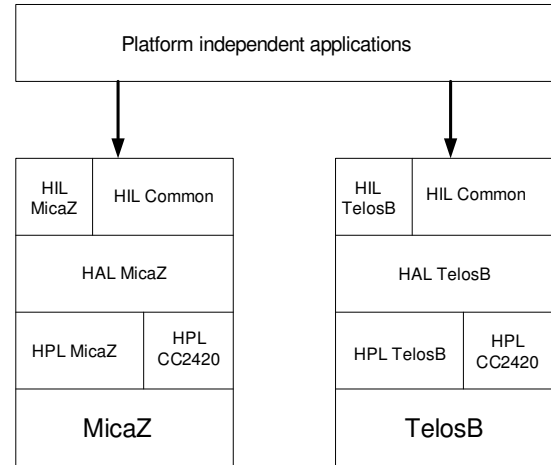 Platform independent applications
HIL
MicaZ
HIL Common
HIL
TelosB
HIL Common
HAL MicaZ
HAL TelosB
HPL MicaZ
HPL
CC2420
HPL TelosB
HPL
CC2420
MicaZ
TelosB